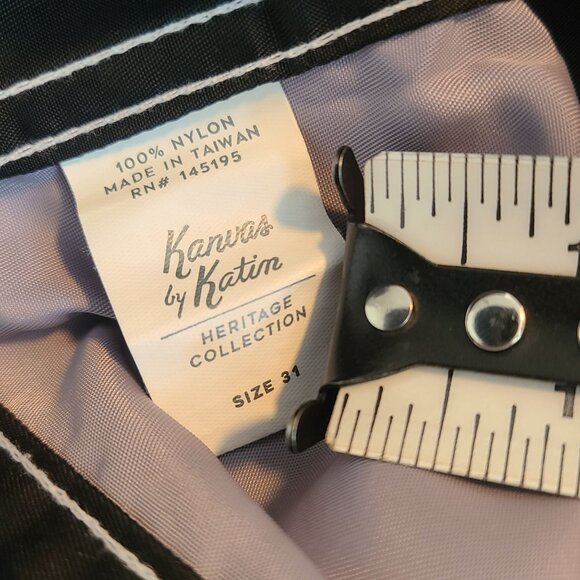 100% NYLON
MADE IN TAIWAN
RN# 145195
Kanvas
by Katin
HERITAGE
COLLECTION
SIZE 31